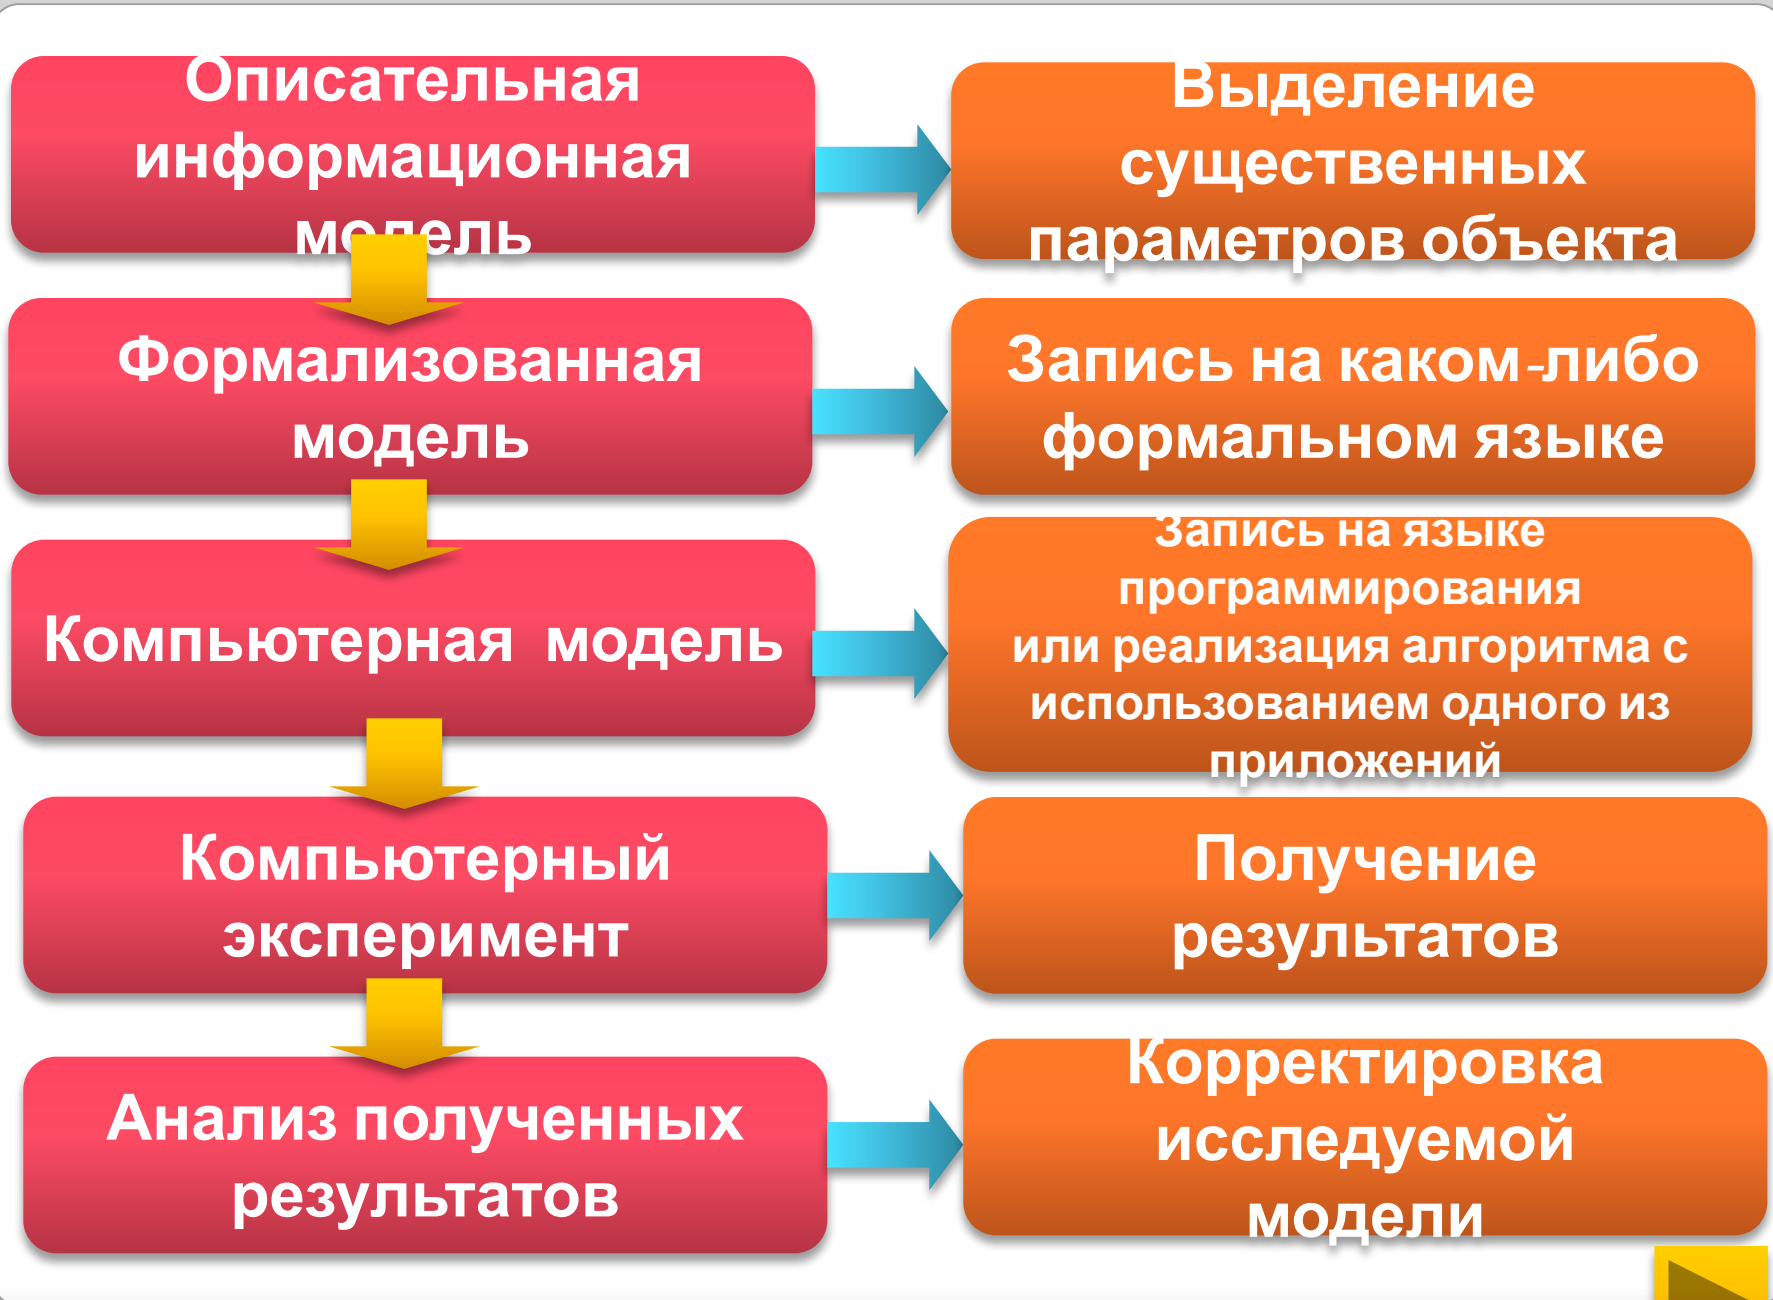 Описательная
информационная
модель
Выделение
существенных
параметров объекта
Формализованная
модель
Запись на каком-либо
формальном языке
Компьютерная модель
Запись на языке
программирования
или реализация алгоритма с
использованием одного из
приложений
Компьютерный
эксперимент
Получение
результатов
Анализ полученных
результатов
Корректировка
исследуемой
модели